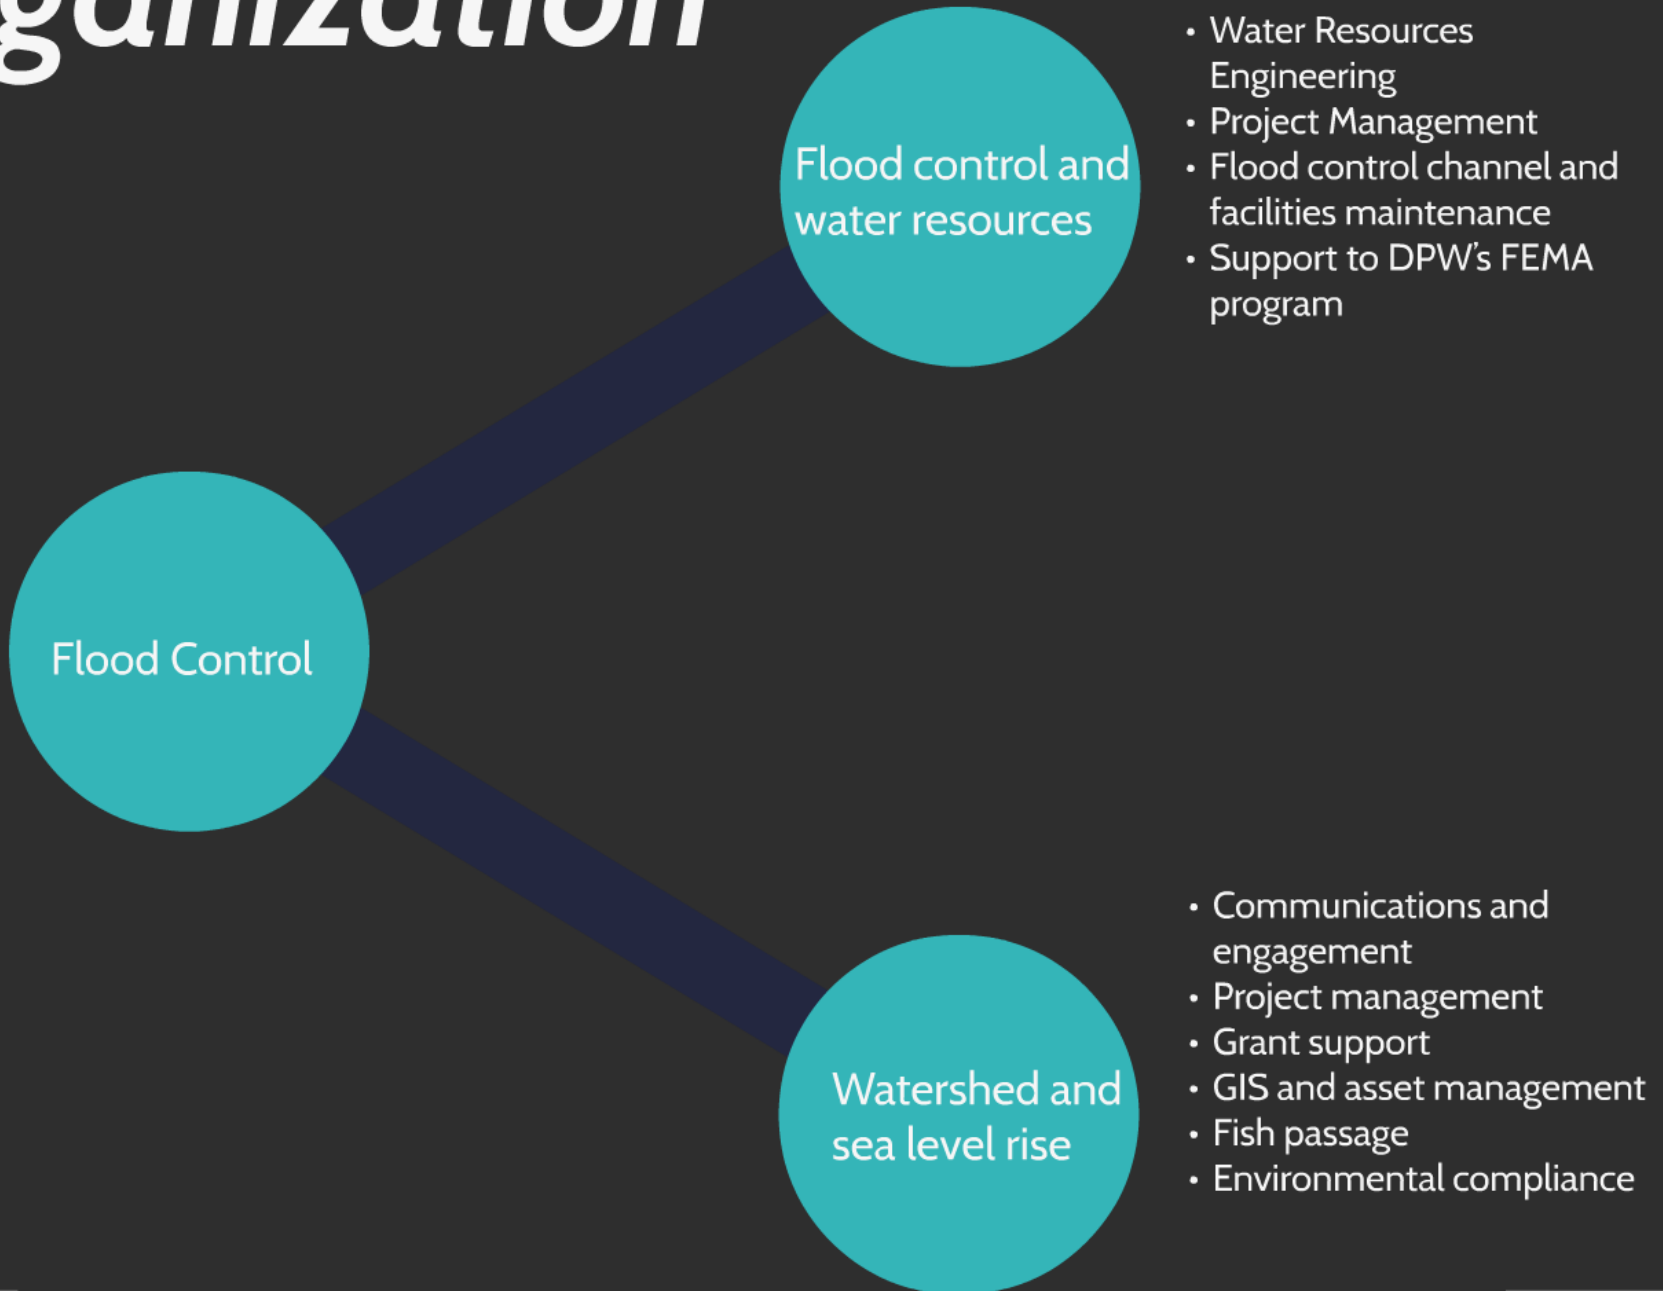 ganization
• Water Resources
Engineering
• Project Management
• Flood control channel and
facilities maintenance
• Support to DPW's FEMA
program
Flood control and
water resources
Flood Control
Watershed and
sea level rise
• Communications and
engagement
• Project management
• Grant support
• GIS and asset management
• Fish passage
• Environmental compliance